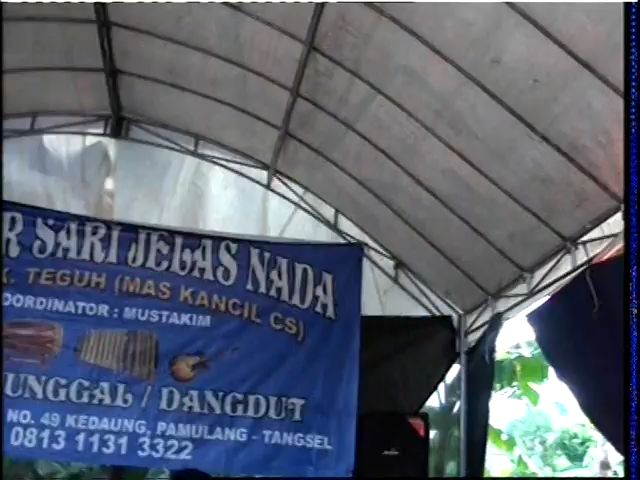 R SARI JELAS NADA
K. TEGUH (MAS KANCIL CS)
OORDINATOR : MUSTAKIM
UNGGAL / DANGDUT
NO. 49 KEDAUNG, PAMULANG - TANGSEL
0813 1131 3322